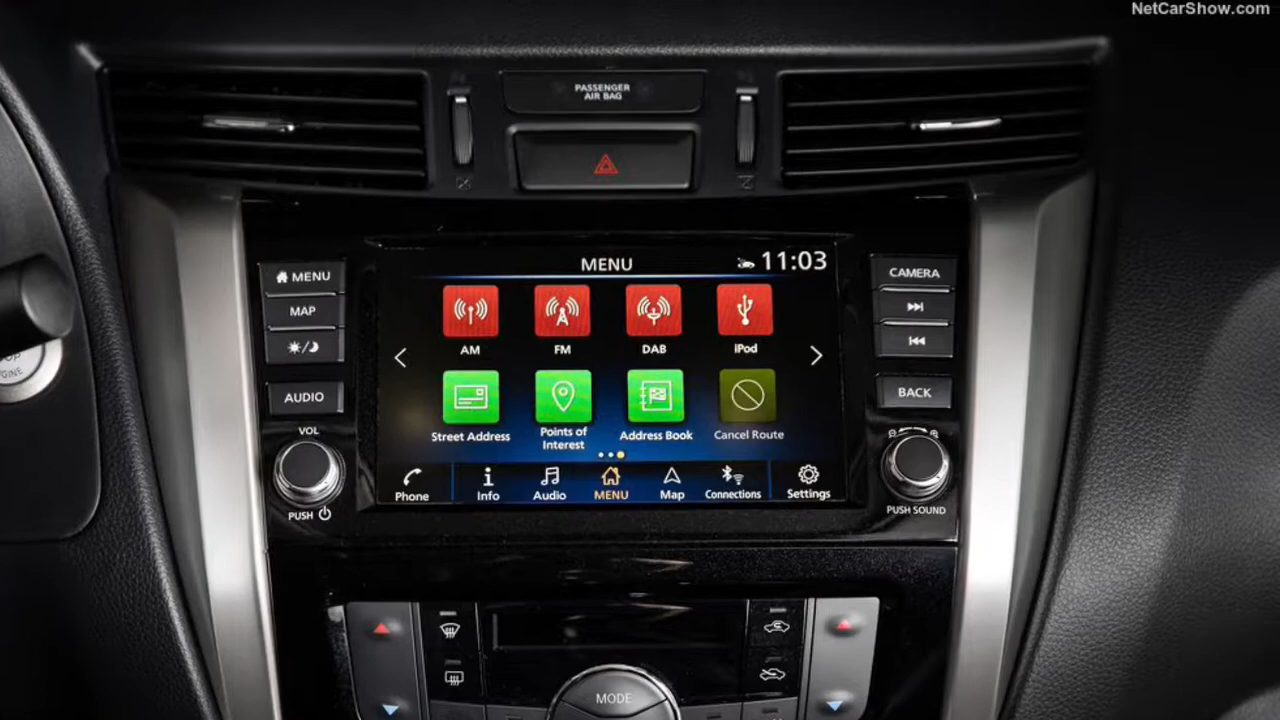 NetCarShow.com
PASSENGER
AIR BAG
MENU
MAP
AUDIO
VOL
PUSH
MENU
11:03
AM
FM
DAB
iPod
Street Address
Points of
Interest
Address Book
Cancel Route
Phone
Info
Audio
MENU
Map
Connections
Settings
CAMERA
BACK
PUSH SOUND
MODE